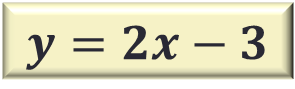 y = 2x − 3